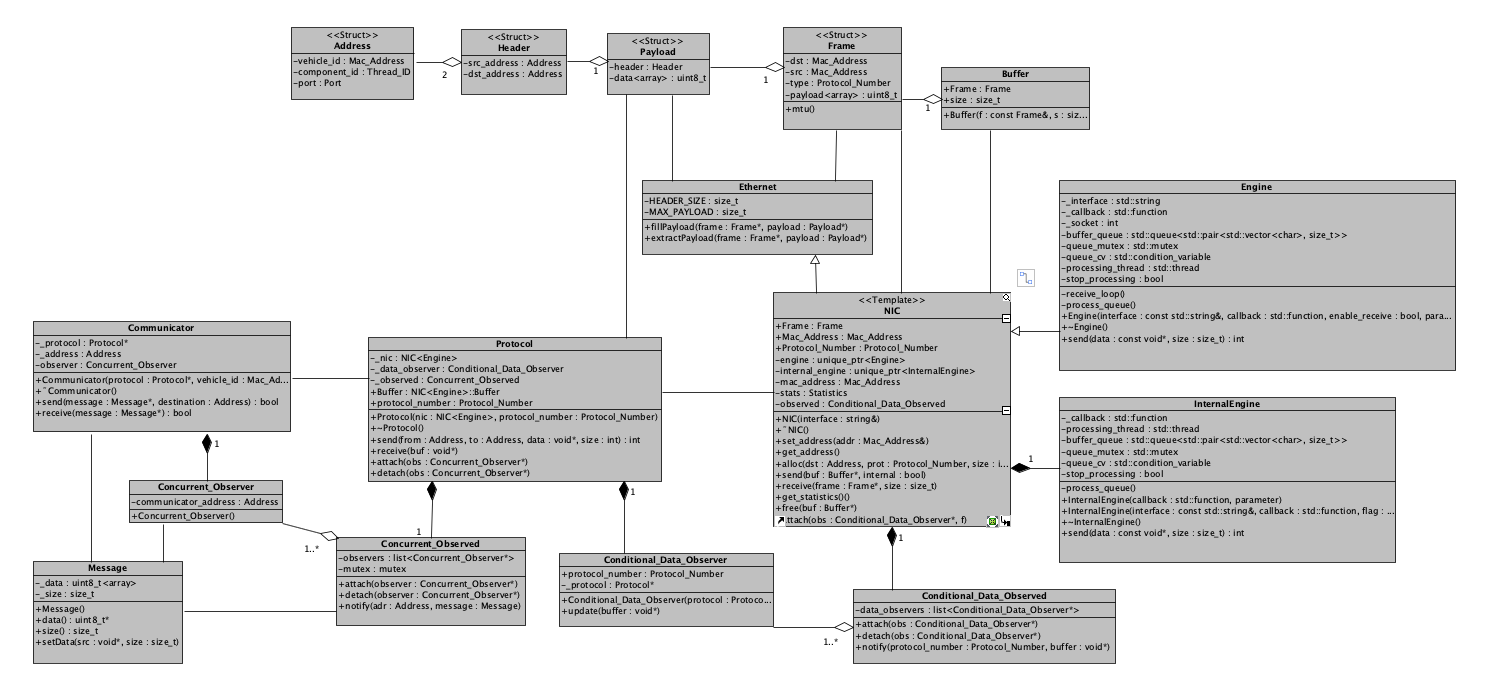 <<Struct>>
Address
-vehicle_id : Mac_Address
-component_id : Thread_ID
-port : Port
2
<<Struct>>
Header
-src_address : Address
-dst_address : Address
1
<<Struct>>
Payload
-header : Header
-data<array> : uint8_t
1
<<Struct>>
Frame
-dst : Mac_Address
-src : Mac_Address
-type : Protocol_Number
-payload<array> : uint8_t
+mtu()
1
Buffer
+Frame : Frame
+size : size_t
+Buffer(f : const Frame&, s : siz...
Ethernet
-HEADER_SIZE : size_t
-MAX_PAYLOAD : size_t
+fillPayload(frame : Frame*, payload : Payload*)
+extractPayload(frame : Frame*, payload : Payload*)
Engine
-_interface : std::string
-_callback : std::function
-_socket : int
-buffer_queue : std::queue<std::pair<std::vector<char>, size_t>>
-queue_mutex : std::mutex
-queue_cv : std::condition_variable
-processing_thread : std::thread
-stop_processing : bool
-receive_loop()
-process_queue()
+Engine(interface : const std::string&, callback : std::function, enable_receive : bool, para...
+~Engine()
+send(data : const void*, size : size_t) : int
<<Template>>
NIC
+Frame : Frame
+Mac_Address : Mac_Address
+Protocol_Number : Protocol_Number
-engine : unique_ptr<Engine>
-internal_engine : unique_ptr<InternalEngine>
-mac_address : Mac_Address
-stats : Statistics
-observed : Conditional_Data_Observed
+NIC(interface : string&)
+~NIC()
+set_address(addr : Mac_Address&)
+get_address()
+alloc(dst : Address, prot : Protocol_Number, size : i...
+send(buf : Buffer*, internal : bool)
+receive(frame : Frame*, size : size_t)
+get_statistics()()
+free(buf : Buffer*)
ttach(obs : Conditional_Data_Observer*, f)
1
1
Communicator
-_protocol : Protocol*
-_address : Address
-observer : Concurrent_Observer
+Communicator(protocol : Protocol*, vehicle_id : Mac_Ad...
+~Communicator()
+send(message : Message*, destination : Address) : bool
+receive(message : Message*) : bool
1
Protocol
-_nic : NIC<Engine>
-_data_observer : Conditional_Data_Observer
-_observed : Concurrent_Observer
+Buffer : NIC<Engine>::Buffer
+protocol_number : Protocol_Number
+Protocol(nic : NIC<Engine>, protocol_number : Protocol_Number)
+~Protocol()
+send(from : Address, to : Address, data : void*, size : int) : int
+receive(buf : void*)
+attach(obs : Concurrent_Observer*)
+detach(obs : Concurrent_Observer*)
1
1
InternalEngine
-_callback : std::function
-processing_thread : std::thread
-buffer_queue : std::queue<std::pair<std::vector<char>, size_t>>
-queue_mutex : std::mutex
-queue_cv : std::condition_variable
-stop_processing : bool
-process_queue()
+InternalEngine(callback : std::function, parameter)
+InternalEngine(interface : const std::string&, callback : std::function, flag : ...
+~InternalEngine()
+send(data : const void*, size : size_t) : int
Concurrent_Observer
-communicator_address : Address
+Concurrent_Observer()
1..*
Concurrent_Observed
-observers : list<Concurrent_Observer*>
-mutex : mutex
+attach(observer : Concurrent_Observer*)
+detach(observer : Concurrent_Observer*)
+notify(adr : Address, message : Message)
Message
-_data : uint8_t<array>
-_size : size_t
+Message()
+data() : uint8_t*
+size() : size_t
+setData(src : void*, size : size_t)
Conditional_Data_Observer
+protocol_number : Protocol_Number
-_protocol : Protocol*
+Conditional_Data_Observer(protocol : Protoco...
+update(buffer : void*)
1..*
Conditional_Data_Observed
-data_observers : list<Conditional_Data_Observer*>
+attach(obs : Conditional_Data_Observer*)
+detach(obs : Conditional_Data_Observer*)
+notify(protocol_number : Protocol_Number, buffer : void*)